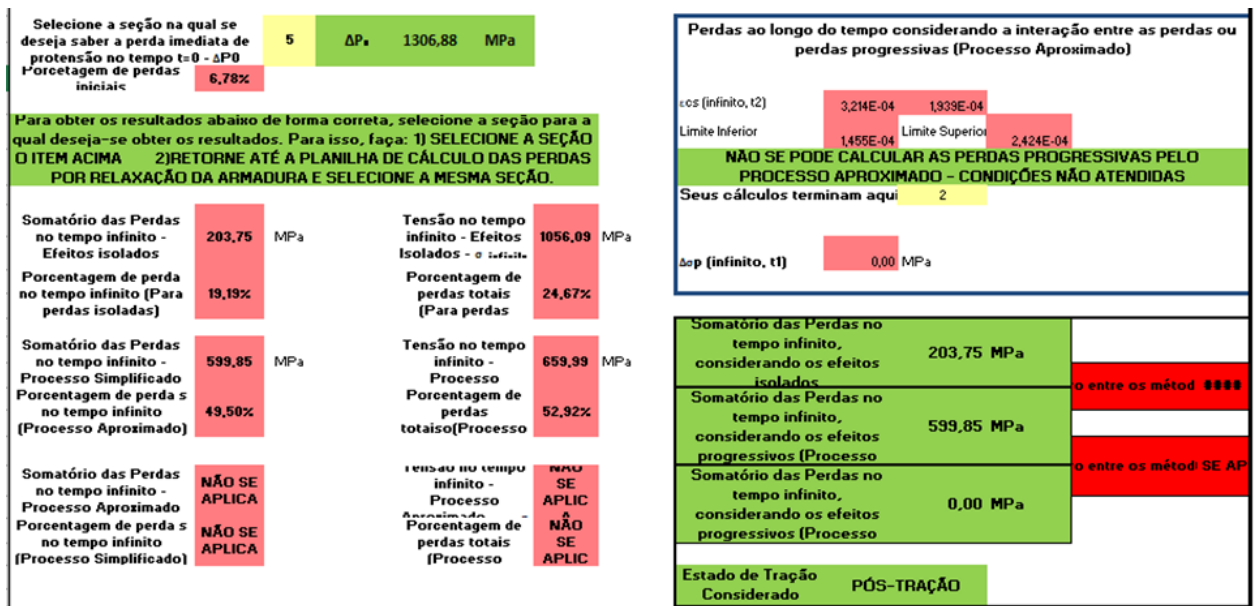 Selecione a seção na qual se
deseja saber a perda imediata de
protensão no tempo t=0 - ΔP0
5
ΔP
1306,88
MPa
Porcetagem de perdas
iniciais
6,78%
Para obter os resultados abaixo de forma correta, selecione a seção para a
qual deseja-se obter os resultados. Para isso, faça: 1) SELECIONE A SEÇÃO
O ITEM ACIMA 2)RETORNE ATÉ A PLANILHA DE CÁLCULO DAS PERDAS
POR RELAXAÇÃO DA ARMADURA E SELECIONE A MESMA SEÇÃO.
Somatório das Perdas
no tempo infinito -
Efeitos isolados
203,75
MPa
Tensão no tempo
infinito - Efeitos
Isolados - σ
1056,09
MPa
Porcentagem de perda
no tempo infinito (Para
perdas isoladas)
19,19%
Porcentagem de
perdas totais
(Para perdas
24,67%
Somatório das Perdas
no tempo infinito -
Processo Simplificado
599,85
MPa
Tensão no tempo
infinito -
Processo
659,99
MPa
Porcentagem de perda s
no tempo infinito
(Processo Aproximado)
49,50%
Porcentagem de
perdas
totaiso(Processo
52,92%
Somatório das Perdas
no tempo infinito -
Processo Aproximado
NÃO SE
APLICA
Tensão no tempo
infinito -
Processo
NÃO
SE
APLIC
Porcentagem de perda s
no tempo infinito
(Processo Simplificado)
NÃO SE
APLICA
Porcentagem de
perdas totais
(Processo
NÃO
SE
APLIC
Perdas ao longo do tempo considerando a interação entre as perdas ou
perdas progressivas (Processo Aproximado)
εcs (infinito, t2)
3,214E-04
1,939E-04
Limite Inferior
1,455E-04
Limite Superior
2,424E-04
NÃO SE PODE CALCULAR AS PERDAS PROGRESSIVAS PELO
PROCESSO APROXIMADO - CONDIÇÕES NÃO ATENDIDAS
Seus cálculos terminam aqui
2
Δσp (infinito, t1)
0,00 MPa
Somatório das Perdas no
tempo infinito,
considerando os efeitos
isolados
203,75 MPa
o entre os métod
####
Somatório das Perdas no
tempo infinito,
considerando os efeitos
progressivos (Processo
599,85 MPa
o entre os métod
SE AP
Somatório das Perdas no
tempo infinito,
considerando os efeitos
progressivos (Processo
0,00 MPa
Estado de Tração
Considerado
PÓS-TRAÇÃO